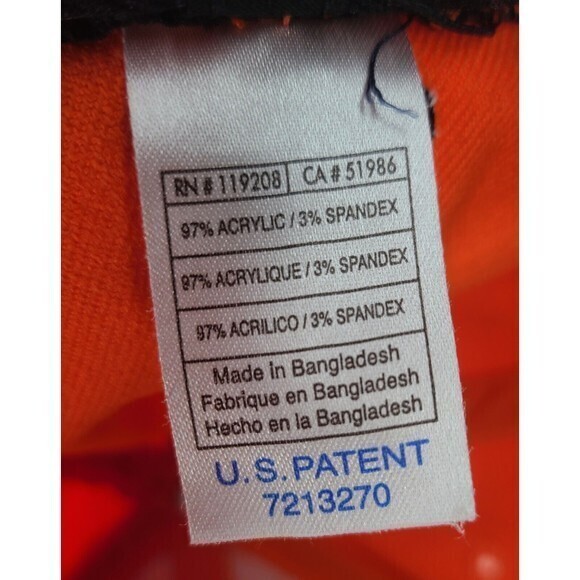 RN # 119208 CA # 51986
97% ACRYLIC / 3% SPANDEX
97% ACRYLIQUE / 3% SPANDEX
97% ACRILICO / 3% SPANDEX
Made in Bangladesh
Fabrique en Bangladesh
Hecho en la Bangladesh
U.S. PATENT
7213270